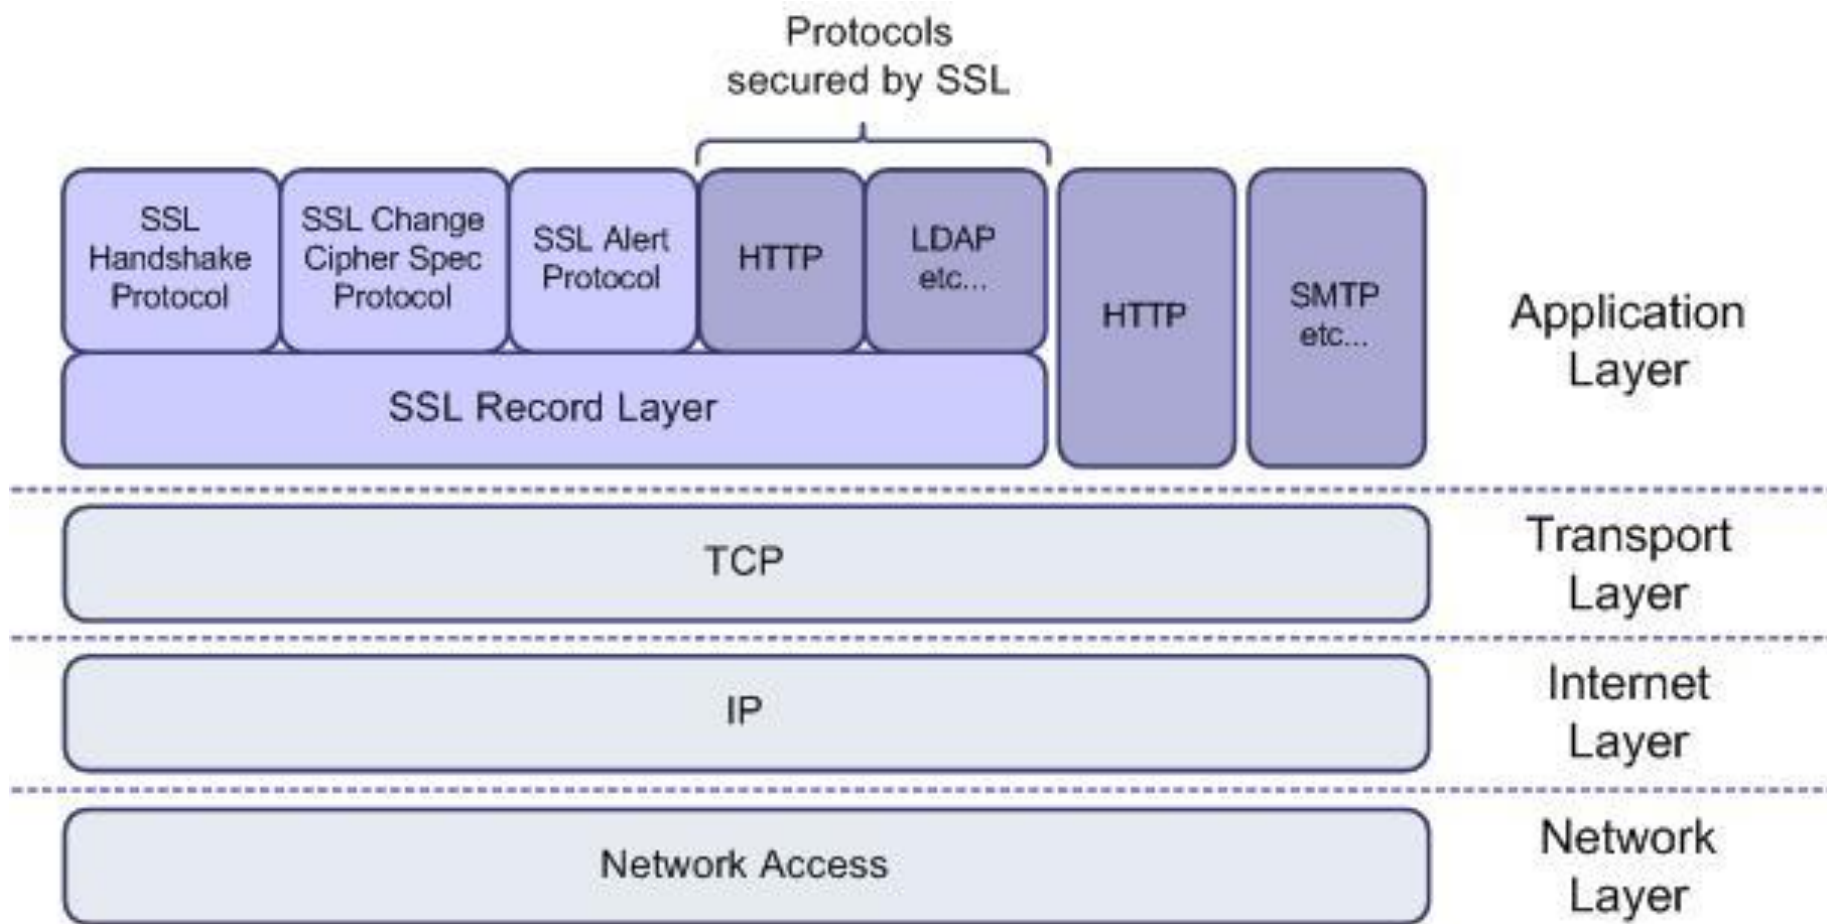 Protocols
secured by SSL
SSL
Handshake
Protocol
SSL Change
Cipher Spec
Protocol
SSL Alert
Protocol
HTTP
LDAP
etc...
HTTP
SMTP
etc...
Application
Layer
SSL Record Layer
TCP
Transport
Layer
IP
Internet
Layer
Network Access
Network
Layer